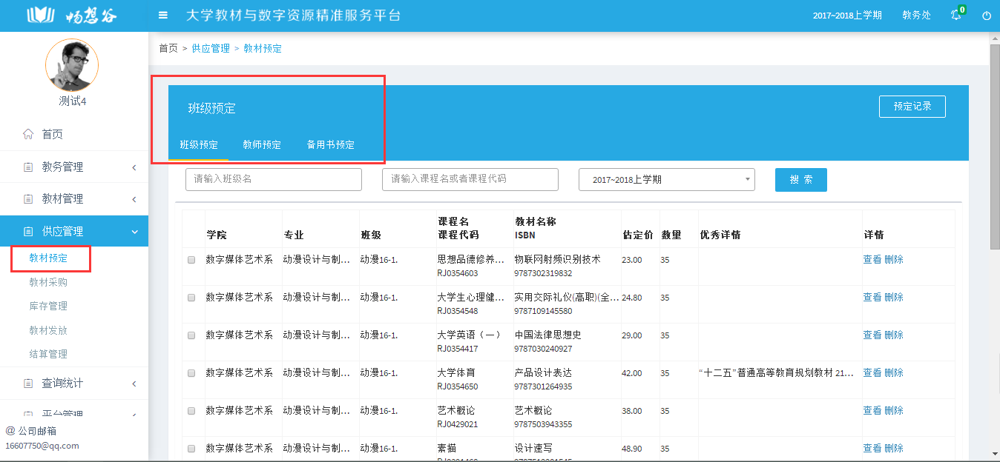 畅想谷
大学教材与数字资源精准服务平台
2017~2018上学期
教务处
0
测试4
首页
教务管理
教材管理
供应管理
教材预定
教材采购
库存管理
教材发放
结算管理
查询统计
平台管理
@ 公司邮箱
16607750@qq.com
首页 > 供应管理 > 教材预定
班级预定
预定记录
班级预定 教师预定 备用书预定
请输入班级名
请输入课程名或者课程代码
2017~2018上学期
搜 索
学院 专业 班级 课程名 课程代码 教材名称 ISBN 估定价 数量 优秀详情 详情
数字媒体艺术系 动漫设计与制... 动漫16-1. 思想品德修养... 物联网射频识别技术 23.00 35 查看 删除
RJ0354603 9787302319832
数字媒体艺术系 动漫设计与制... 动漫16-1. 大学生心理健... 实用交际礼仪(高职)(全... 24.80 35 查看 删除
RJ0354548 9787109145580
数字媒体艺术系 动漫设计与制... 动漫16-1. 大学英语（一） 中国法律思想史 29.00 35 查看 删除
RJ0354417 9787030240927
数字媒体艺术系 动漫设计与制... 动漫16-1. 大学体育 产品设计表达 42.00 35 “十二五”普通高等教育规划教材 21... 查看 删除
RJ0354650 9787301264935
数字媒体艺术系 动漫设计与制... 动漫16-1. 艺术概论 艺术概论 38.00 35 查看 删除
RJ0429021 9787503943355
数字媒体艺术系 动漫设计与制... 动漫16-1. 素描 设计速写 48.90 35 查看 删除